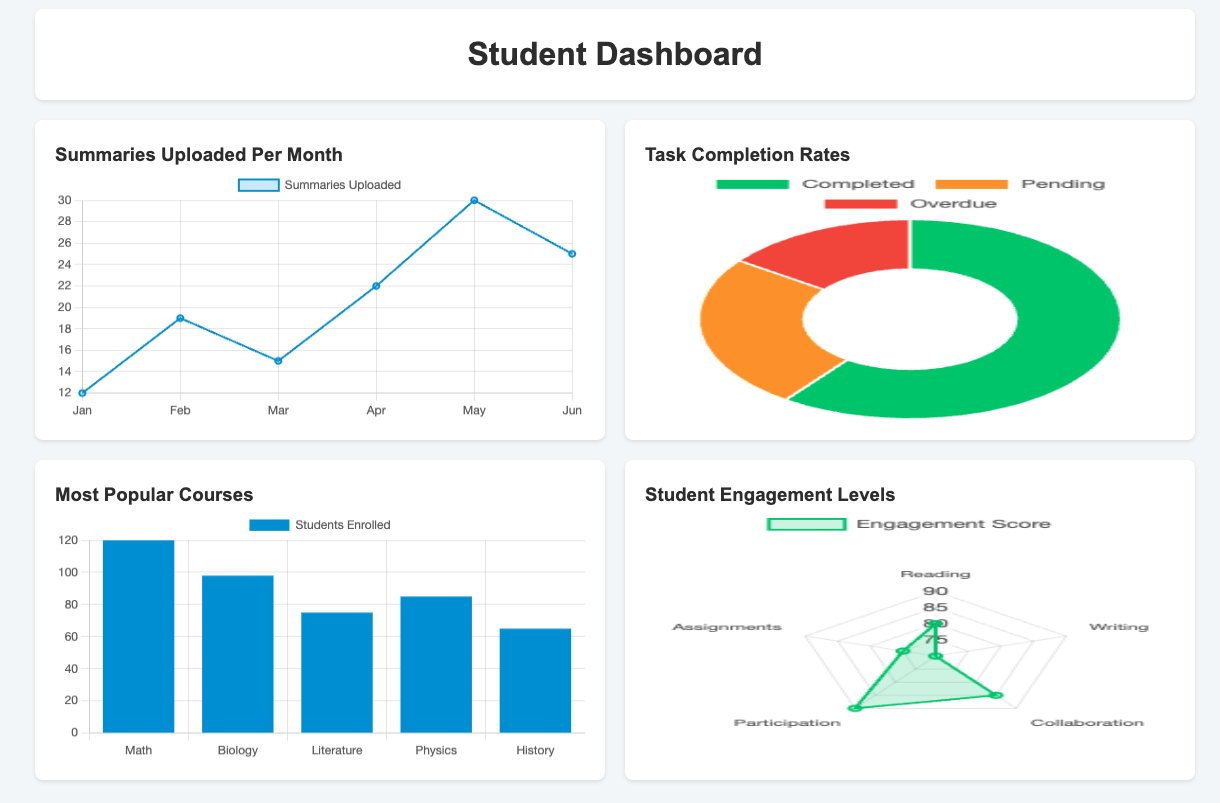 Student Dashboard
Summaries Uploaded Per Month
Summaries Uploaded
30
28
26
24
22
20
18
16
14
12
Jan Feb Mar Apr May Jun
Task Completion Rates
Completed Pending
Overdue
Most Popular Courses
Students Enrolled
120
100
80
60
40
20
0
Math Biology Literature Physics History
Student Engagement Levels
Engagement Score
Reading
90
85
80
75
Assignments Writing
Participation Collaboration